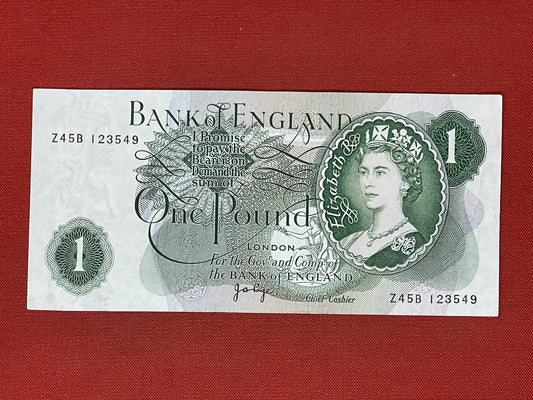 BANK of ENGLAND
Z45B 123549
I Promise
to pay the
Bearer on
Demand the
sum of
One Pound
LONDON
For the Govr and Compa of
the BANK of ENGLAND
Chief Cashier
Elizabeth R
1
1
Z45B 123549